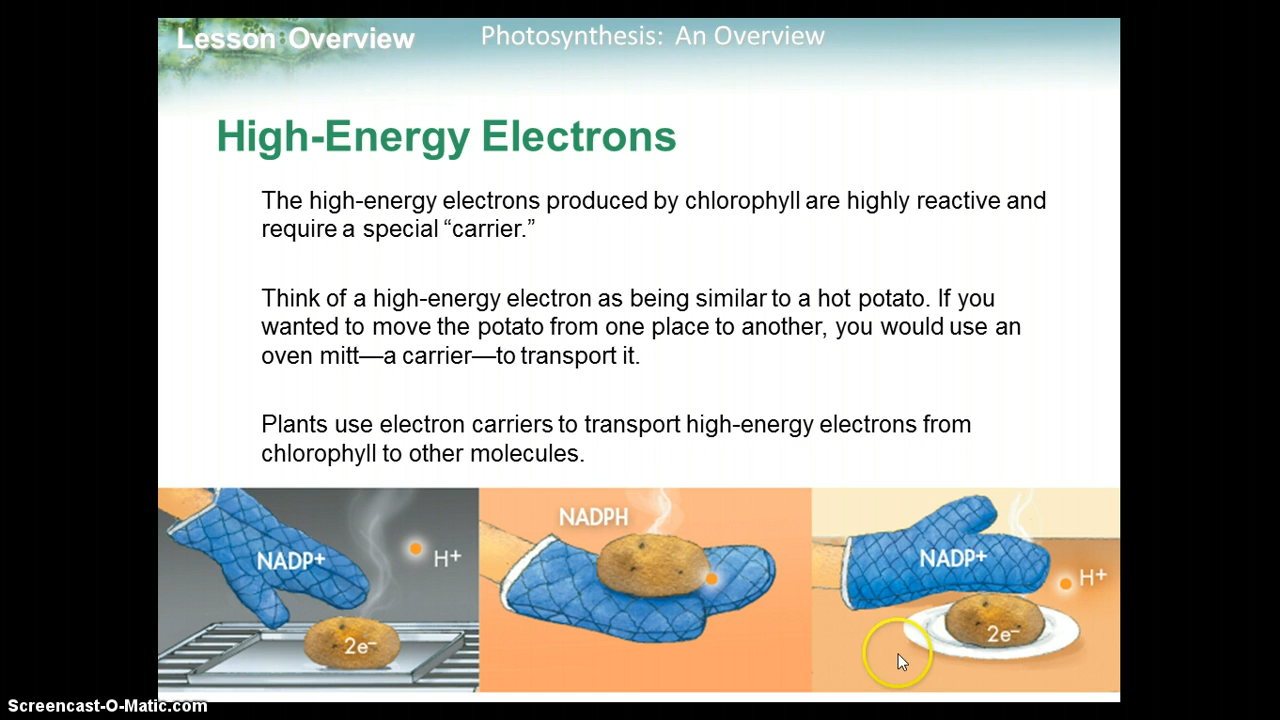 Lesson Overview Photosynthesis: An Overview
High-Energy Electrons
The high-energy electrons produced by chlorophyll are highly reactive and
require a special “carrier.”
Think of a high-energy electron as being similar to a hot potato. If you
wanted to move the potato from one place to another, you would use an
oven mitt—a carrier—to transport it.
Plants use electron carriers to transport high-energy electrons from
chlorophyll to other molecules.
NADP+ H+
2e−
NADPH
NADP+ H+
2e−
Screencast-O-Matic.com